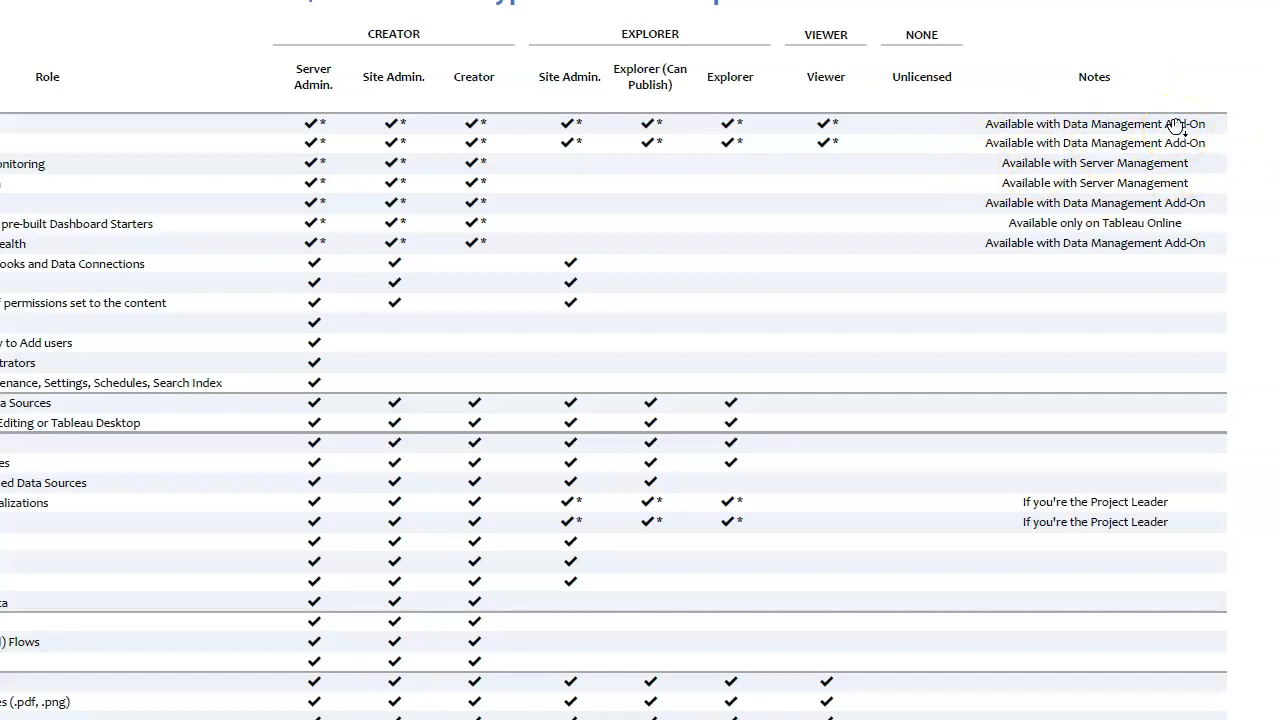 CREATOR EXPLORER VIEWER NONE
Role Server Admin. Site Admin. Creator Site Admin. Explorer (Can Publish) Explorer Viewer Unlicensed Notes
✔* ✔* ✔* ✔* ✔* ✔* ✔* Available with Data Management Add-On
✔* ✔* ✔* ✔* ✔* ✔* ✔* Available with Data Management Add-On
onitoring ✔* ✔* ✔* Available with Server Management
✔* ✔* ✔* Available with Server Management
✔* ✔* ✔* Available with Data Management Add-On
pre-built Dashboard Starters ✔* ✔* ✔* Available only on Tableau Online
ealth ✔* ✔* ✔* Available with Data Management Add-On
ooks and Data Connections ✔ ✔ ✔
✔ ✔ ✔
permissions set to the content ✔ ✔ ✔
✔
y to Add users ✔
trators ✔
enance, Settings, Schedules, Search Index ✔
a Sources ✔ ✔ ✔ ✔ ✔ ✔
Editing or Tableau Desktop ✔ ✔ ✔ ✔ ✔ ✔
✔ ✔ ✔ ✔ ✔ ✔
es ✔ ✔ ✔ ✔ ✔ ✔
ed Data Sources ✔ ✔ ✔ ✔ ✔
alizations ✔ ✔ ✔ ✔* ✔* ✔* If you're the Project Leader
✔ ✔ ✔ ✔* ✔* ✔* If you're the Project Leader
✔ ✔ ✔ ✔
✔ ✔ ✔ ✔
✔ ✔ ✔ ✔
ta ✔ ✔ ✔
✔ ✔ ✔
l) Flows ✔ ✔ ✔
✔ ✔ ✔
✔ ✔ ✔ ✔ ✔ ✔ ✔
es (.pdf, .png) ✔ ✔ ✔ ✔ ✔ ✔ ✔